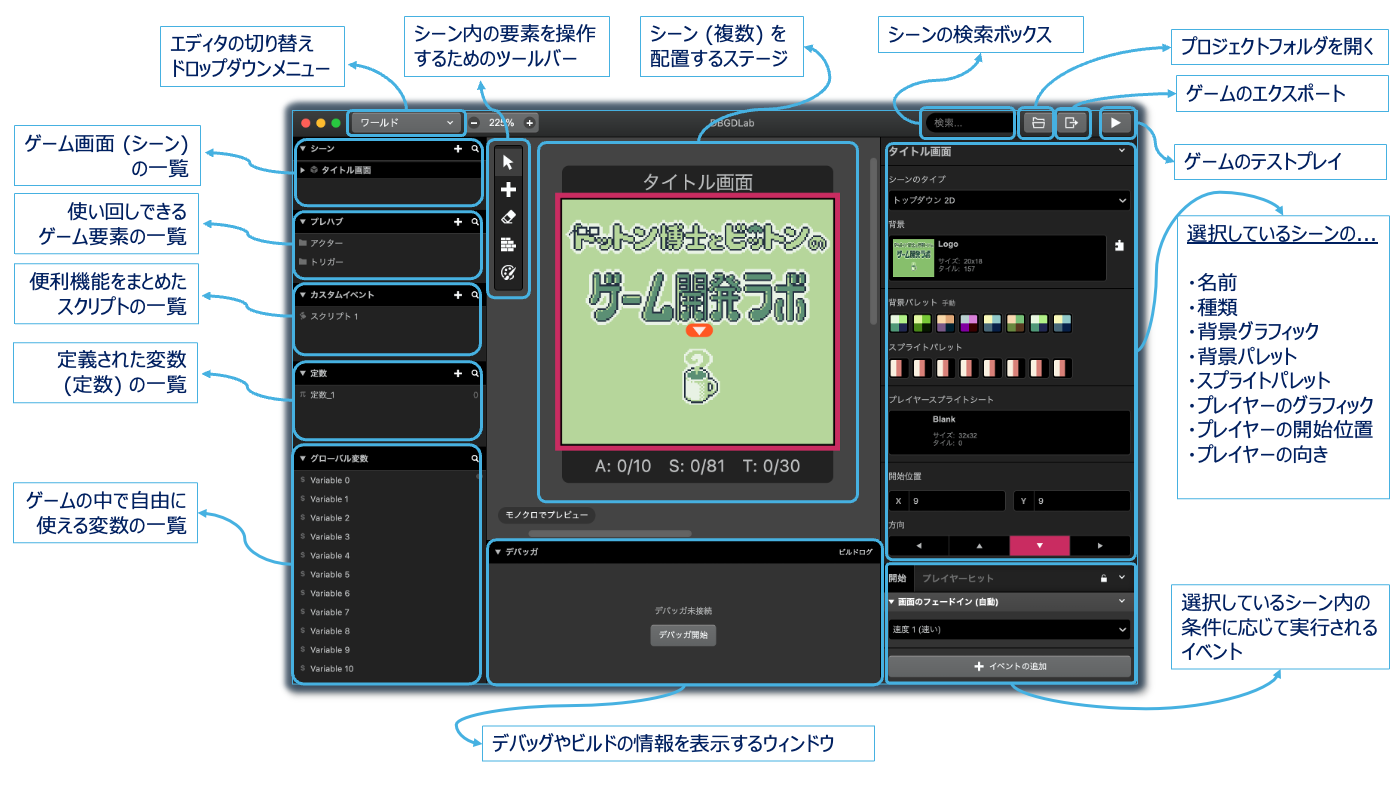 エディタの切り替え
ドロップダウンメニュー
シーン内の要素を操作
するためのツールバー
シーン (複数) を
配置するステージ
シーンの検索ボックス
プロジェクトフォルダを開く
ゲームのエクスポート
ゲームのテストプレイ
ゲーム画面 (シーン)
の一覧
使い回しできる
ゲーム要素の一覧
便利機能をまとめた
スクリプトの一覧
定義された変数
(定数) の一覧
ゲームの中で自由に
使える変数の一覧
ワールド
225%
DBGDLab
検索...
シーン
タイトル画面
プレハブ
アクター
トリガー
カスタムイベント
スクリプト 1
定数
π 定数_1 0
グローバル変数
S Variable 0
S Variable 1
S Variable 2
S Variable 3
S Variable 4
S Variable 5
S Variable 6
S Variable 7
S Variable 8
S Variable 9
S Variable 10
タイトル画面
ドットン博士とビットンの
ゲーム開発ラボ
A: 0/10 S: 0/81 T: 0/30
モノクロでプレビュー
デバッガ ビルドログ
デバッガ未接続
デバッガ開始
タイトル画面
シーンのタイプ
トップダウン 2D
背景
ドットン博士とビットンの
ゲーム開発ラボ
Logo
サイズ: 20x18
タイル: 157
背景パレット 手動
スプライトパレット
プレイヤースプライトシート
Blank
サイズ: 32x32
タイル: 0
開始位置
X 9 Y 9
方向
開始 プレイヤーヒット
画面のフェードイン (自動)
速度 1 (速い)
イベントの追加
選択しているシーンの...
・名前
・種類
・背景グラフィック
・背景パレット
・スプライトパレット
・プレイヤーのグラフィック
・プレイヤーの開始位置
・プレイヤーの向き
選択しているシーン内の
条件に応じて実行される
イベント
デバッグやビルドの情報を表示するウィンドウ